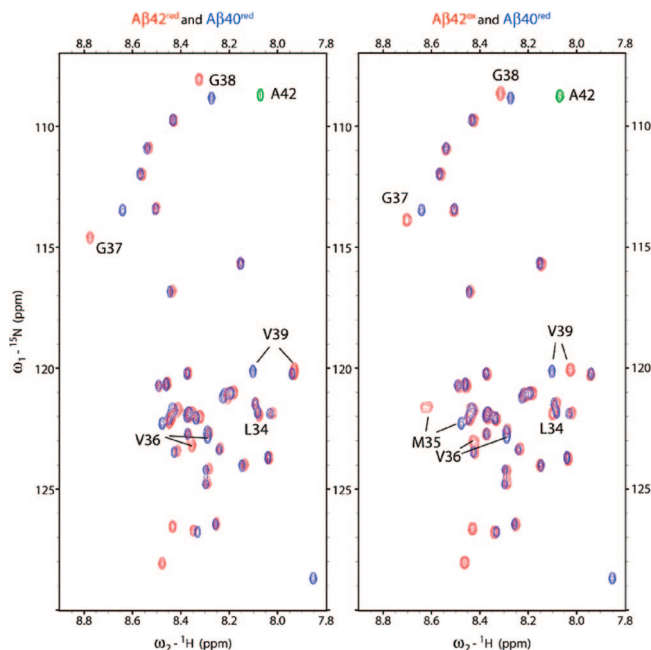 Aβ42red and Aβ40red
Aβ42ox and Aβ40red
8.8 8.6 8.4 8.2 8.0 7.8
8.8 8.6 8.4 8.2 8.0 7.8
G38
A42
G38
A42
110
110
G37
G37
115
115
ω1 - 15N (ppm)
V39
V39
120
120
L34
L34
M35
V36
V36
125
125
8.8 8.6 8.4 8.2 8.0 7.8
8.8 8.6 8.4 8.2 8.0 7.8
ω2 - 1H (ppm)
ω2 - 1H (ppm)